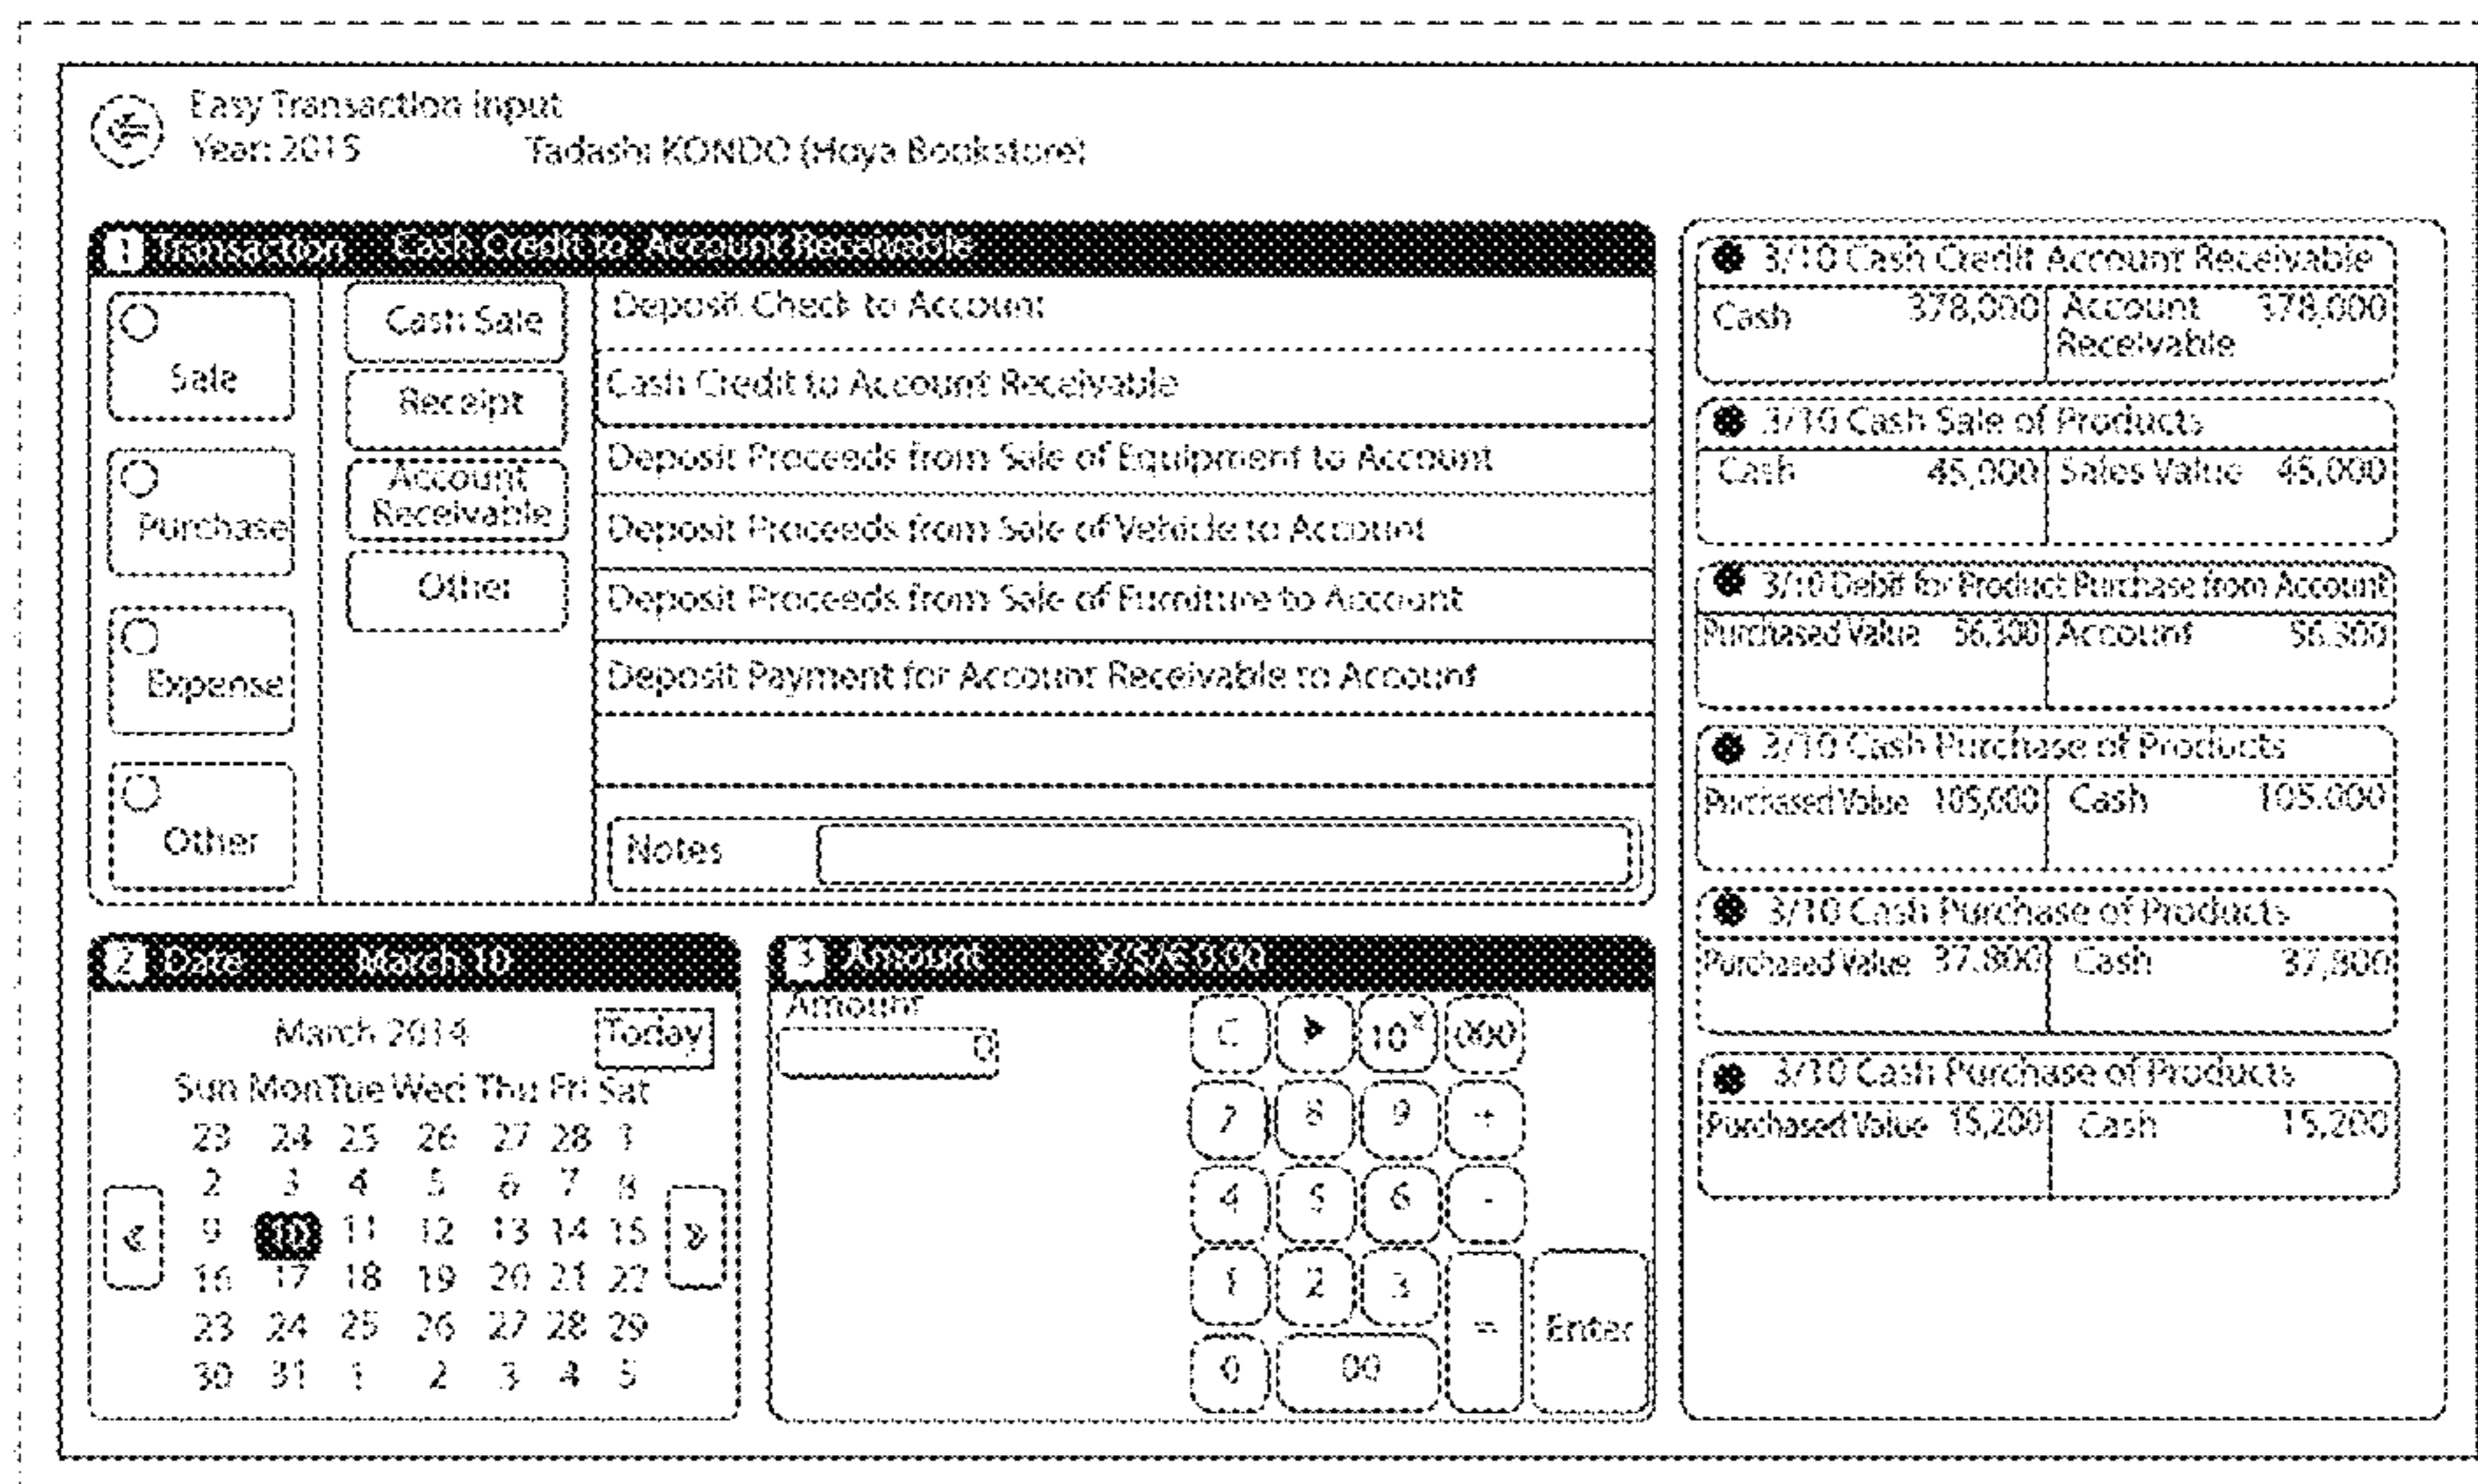 Easy Transaction Input
Year: 2015 Tadashi KONDO (Hoya Bookstore)
1 Transaction Cash Credit to Account Receivable
Sale
Purchase
Expense
Other
Cash Sale
Receipt
Account
Receivable
Other
Deposit Check to Account
Cash Credit to Account Receivable
Deposit Proceeds from Sale of Equipment to Account
Deposit Proceeds from Sale of Vehicle to Account
Deposit Proceeds from Sale of Furniture to Account
Deposit Payment for Account Receivable to Account
Notes
2 Date March 10
March 2014 Today
Sun Mon Tue Wed Thu Fri Sat
23 24 25 26 27 28 1
2 3 4 5 6 7 8
« 9 10 11 12 13 14 15 »
16 17 18 19 20 21 22
23 24 25 26 27 28 29
30 31 1 2 3 4 5
3 Amount ¥/$/€ 0.00
Amount
0
C 10^x 000
7 8 9 +
4 5 6 -
1 2 3 = Enter
0 00
3/10 Cash Credit Account Receivable
Cash 378,000 Account 378,000
Receivable
3/10 Cash Sale of Products
Cash 45,000 Sales Value 45,000
3/10 Debit for Product Purchase from Account
Purchased Value 56,300 Account 56.300
3/10 Cash Purchase of Products
Purchased Value 105,000 Cash 105.000
3/10 Cash Purchase of Products
Purchased Value 37.800 Cash 37,800
3/10 Cash Purchase of Products
Purchased Value 15,200 Cash 15,200